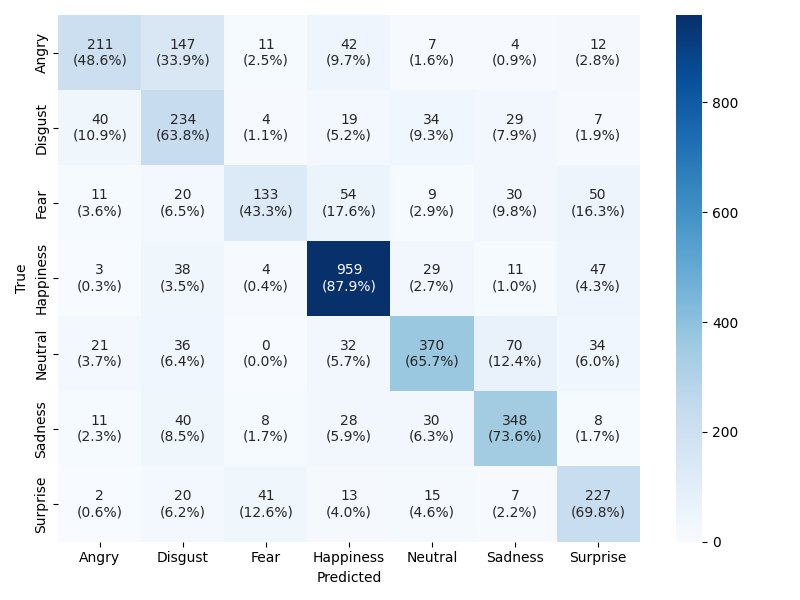 Angry 211 147 11 42 7 4 12
(48.6%) (33.9%) (2.5%) (9.7%) (1.6%) (0.9%) (2.8%)
Disgust 40 234 4 19 34 29 7
(10.9%) (63.8%) (1.1%) (5.2%) (9.3%) (7.9%) (1.9%)
Fear 11 20 133 54 9 30 50
(3.6%) (6.5%) (43.3%) (17.6%) (2.9%) (9.8%) (16.3%)
True
Happiness 3 38 4 959 29 11 47
(0.3%) (3.5%) (0.4%) (87.9%) (2.7%) (1.0%) (4.3%)
Neutral 21 36 0 32 370 70 34
(3.7%) (6.4%) (0.0%) (5.7%) (65.7%) (12.4%) (6.0%)
Sadness 11 40 8 28 30 348 8
(2.3%) (8.5%) (1.7%) (5.9%) (6.3%) (73.6%) (1.7%)
Surprise 2 20 41 13 15 7 227
(0.6%) (6.2%) (12.6%) (4.0%) (4.6%) (2.2%) (69.8%)
Angry Disgust Fear Happiness Neutral Sadness Surprise
Predicted
800
600
400
200
0